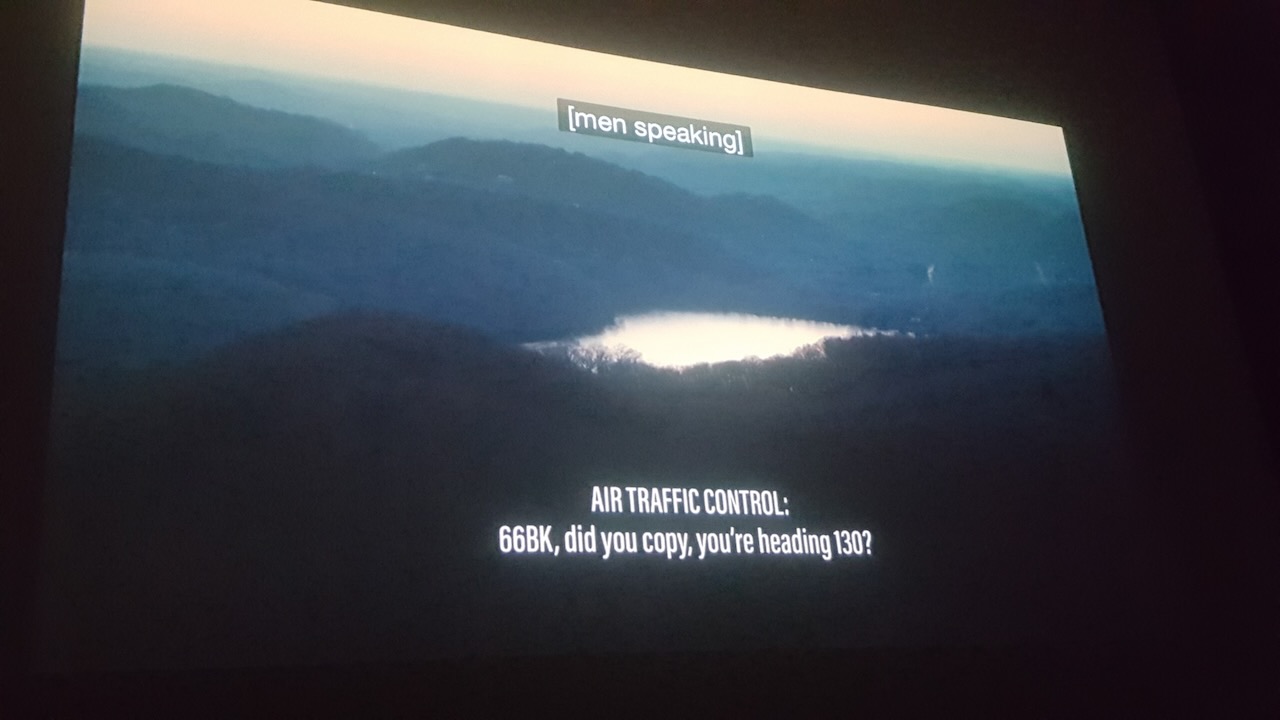 [men speaking]
AIR TRAFFIC CONTROL:
66BK, did you copy, you're heading 130?